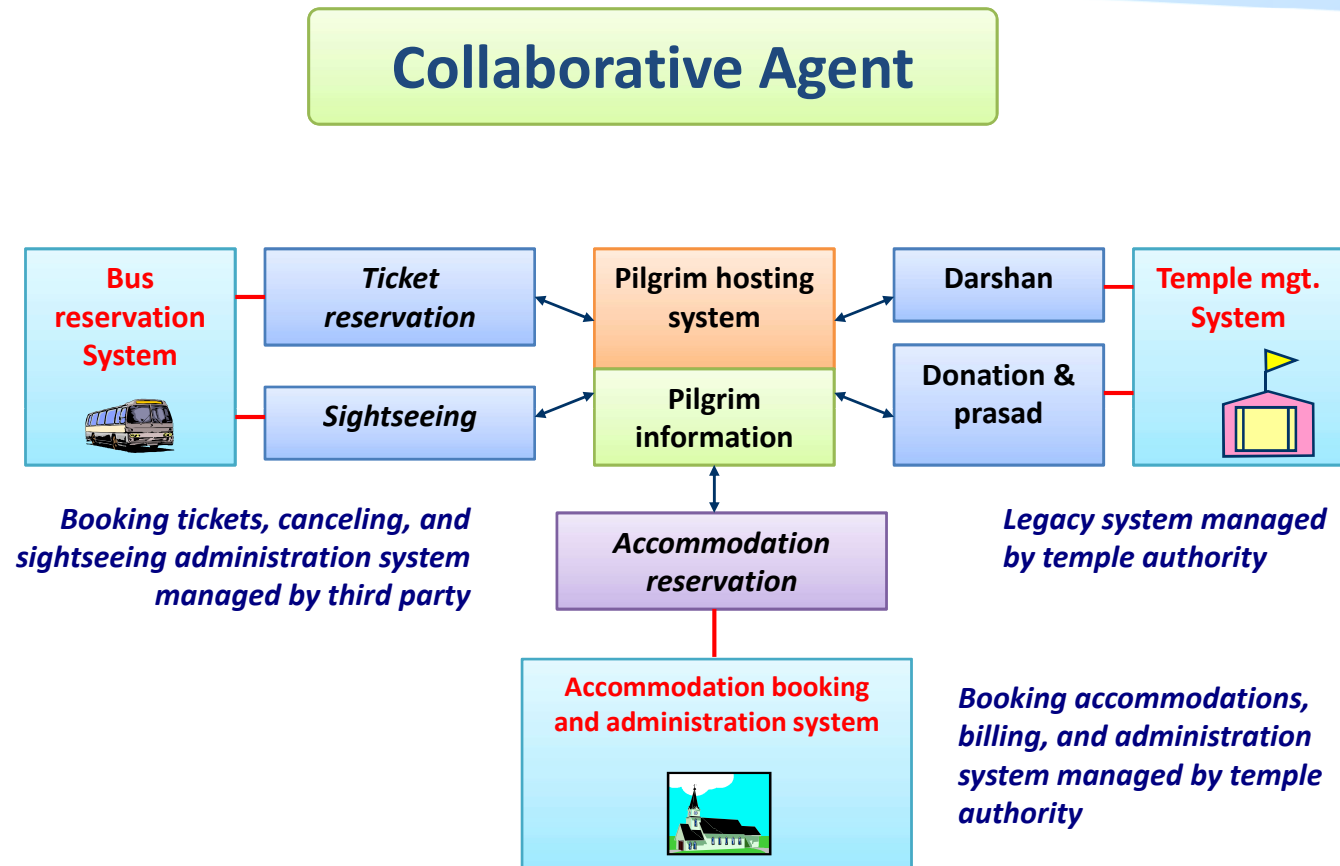 Collaborative Agent
Bus
reservation
System
Ticket
reservation
Sightseeing
Pilgrim hosting
system
Pilgrim
information
Darshan
Donation &
prasad
Temple mgt.
System
Booking tickets, canceling, and
sightseeing administration system
managed by third party
Accommodation
reservation
Legacy system managed
by temple authority
Accommodation booking
and administration system
Booking accommodations,
billing, and administration
system managed by temple
authority